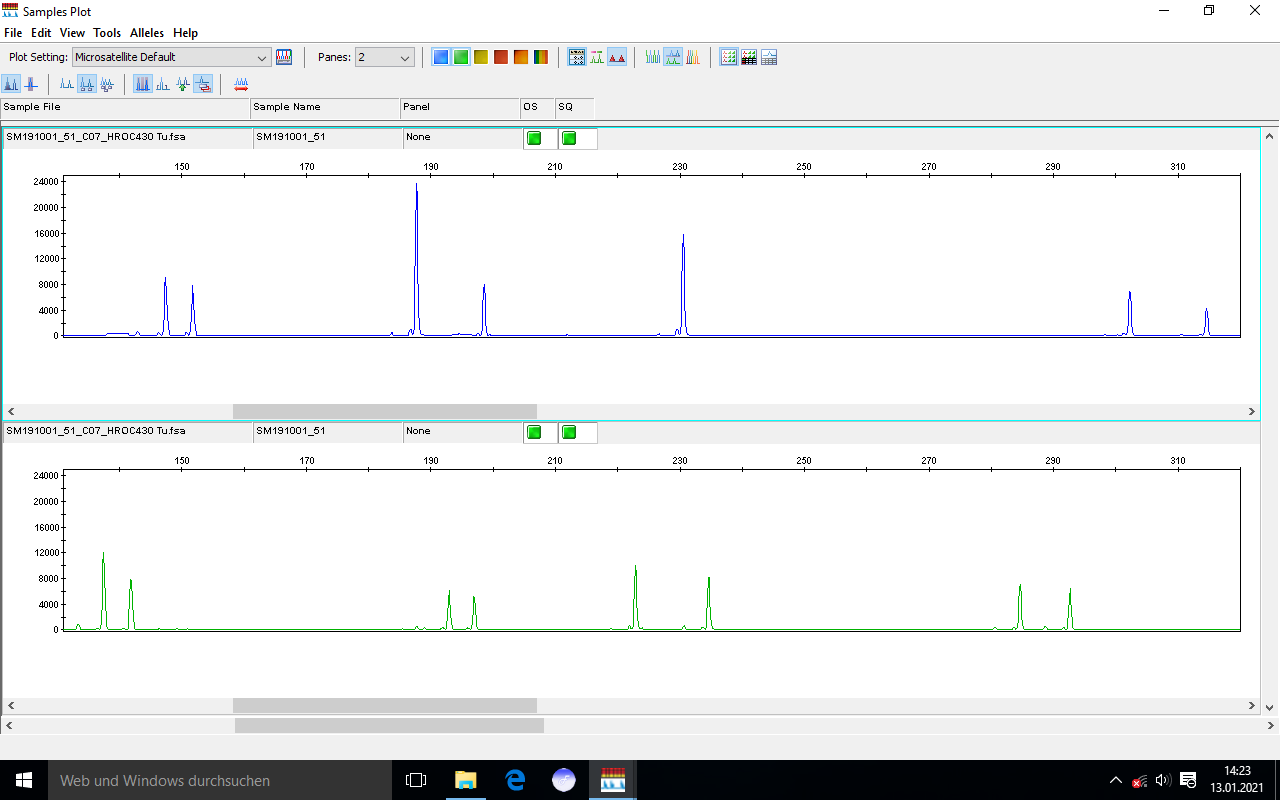 Samples Plot
File Edit View Tools Alleles Help
Plot Setting: Microsatellite Default Panes: 2
Sample File Sample Name Panel OS SQ
SM191001_51_C07_HROC430 Tu.fsa SM191001_51 None
150 170 190 210 230 250 270 290 310
24000
20000
16000
12000
8000
4000
0
SM191001_51_C07_HROC430 Tu.fsa SM191001_51 None
150 170 190 210 230 250 270 290 310
24000
20000
16000
12000
8000
4000
0
Web und Windows durchsuchen
14:23
13.01.2021